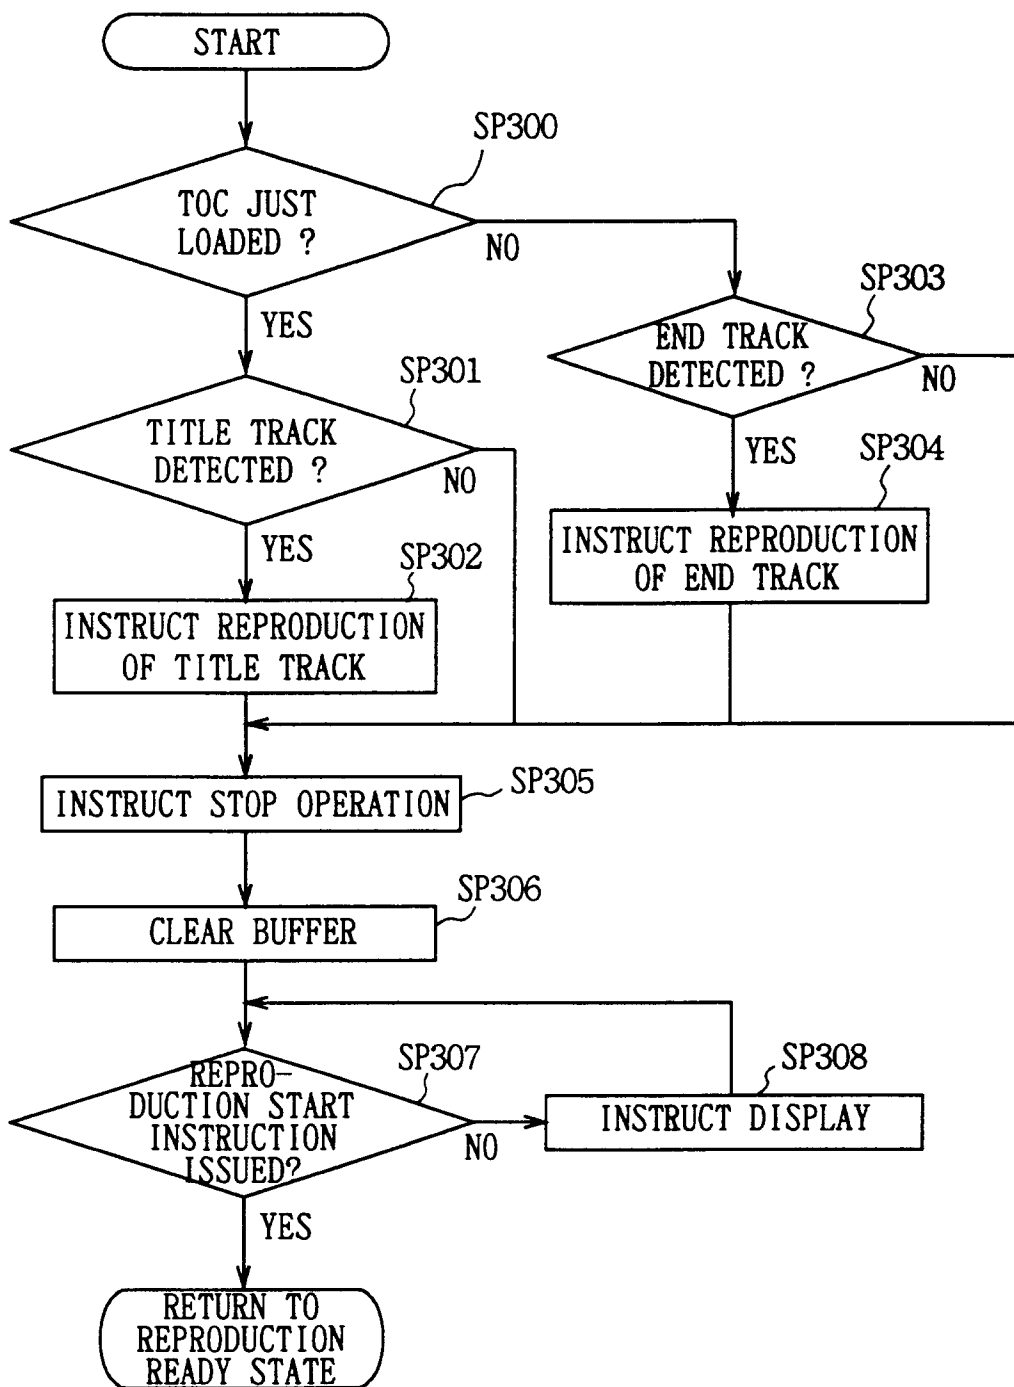 START
SP300
TOC JUST
LOADED ?
NO
YES
SP303
END TRACK
DETECTED ?
NO
YES
SP301
TITLE TRACK
DETECTED ?
NO
YES
SP304
INSTRUCT REPRODUCTION
OF END TRACK
SP302
INSTRUCT REPRODUCTION
OF TITLE TRACK
SP305
INSTRUCT STOP OPERATION
SP306
CLEAR BUFFER
SP307
REPRO-
DUCTION START
INSTRUCTION
ISSUED?
NO
YES
SP308
INSTRUCT DISPLAY
RETURN TO
REPRODUCTION
READY STATE